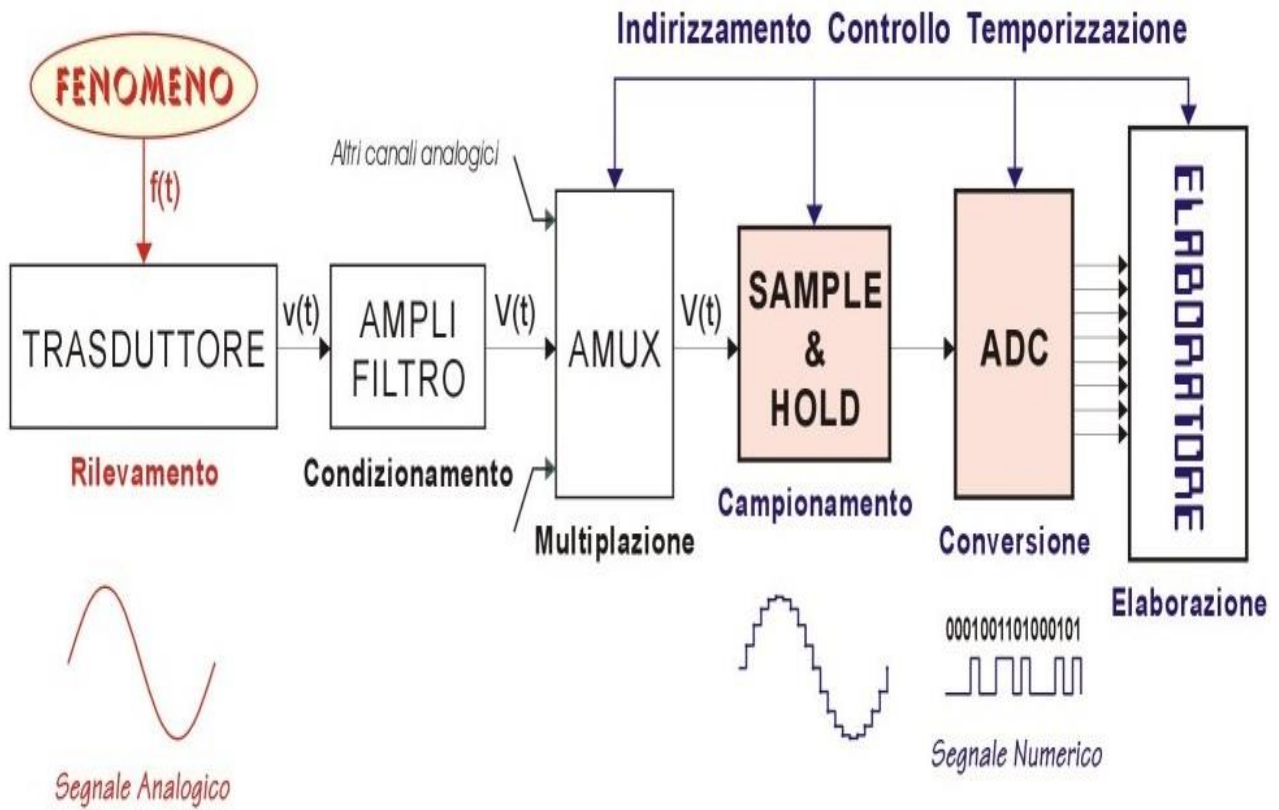 Indirizzamento Controllo Temporizzazione
FENOMENO
f(t)
Altri canali analogici
TRASDUTTORE
v(t)
AMPLI
FILTRO
V(t)
AMUX
V(t)
SAMPLE
&
HOLD
ADC
ELABORATORE
Rilevamento
Condizionamento
Multiplazione
Campionamento
Conversione
Elaborazione
0001001101000101
Segnale Analogico
Segnale Numerico